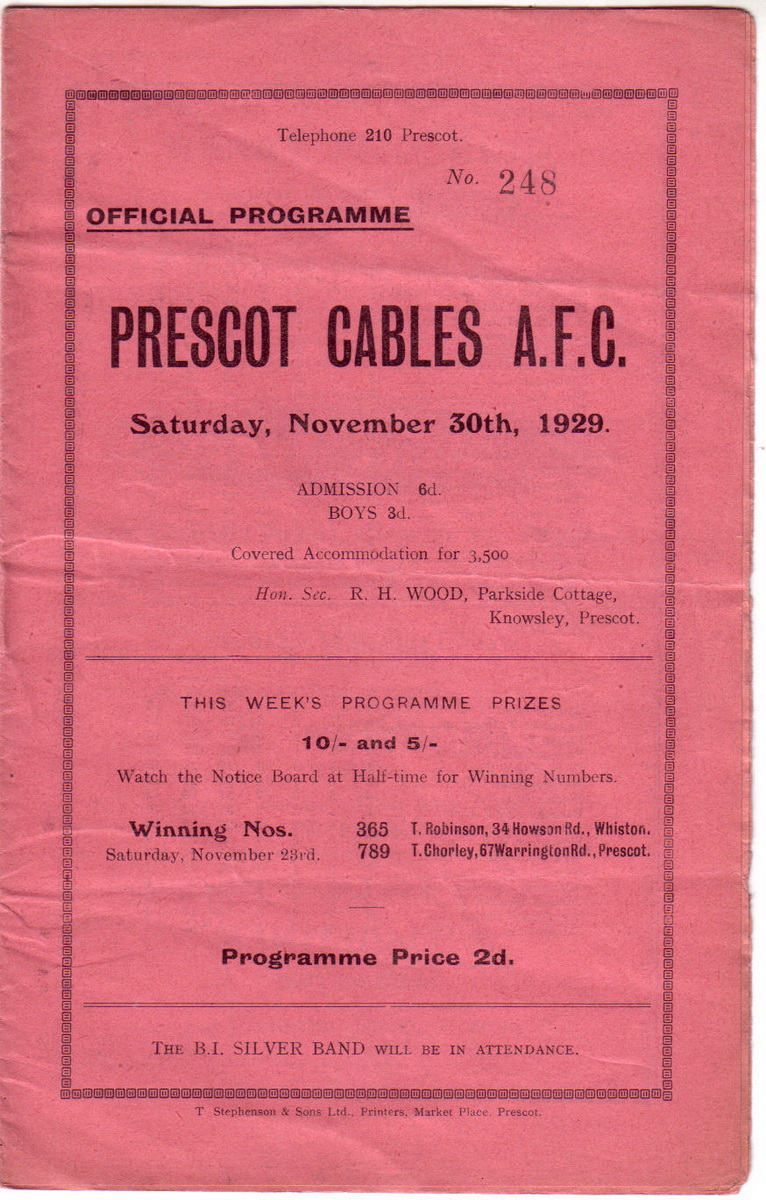 Telephone 210 Prescot.
No. 248
OFFICIAL PROGRAMME
PRESCOT CABLES A.F.C.
Saturday, November 30th, 1929.
ADMISSION 6d.
BOYS 3d.
Covered Accommodation for 3,500
Hon. Sec. R. H. WOOD, Parkside Cottage,
Knowsley, Prescot.
THIS WEEK'S PROGRAMME PRIZES
10/- and 5/-
Watch the Notice Board at Half-time for Winning Numbers.
Winning Nos. 365 T. Robinson, 34 Howson Rd., Whiston.
Saturday, November 23rd. 789 T. Chorley, 67 Warrington Rd., Prescot.
Programme Price 2d.
THE B.I. SILVER BAND WILL BE IN ATTENDANCE.
T Stephenson & Sons Ltd., Printers, Market Place. Prescot.